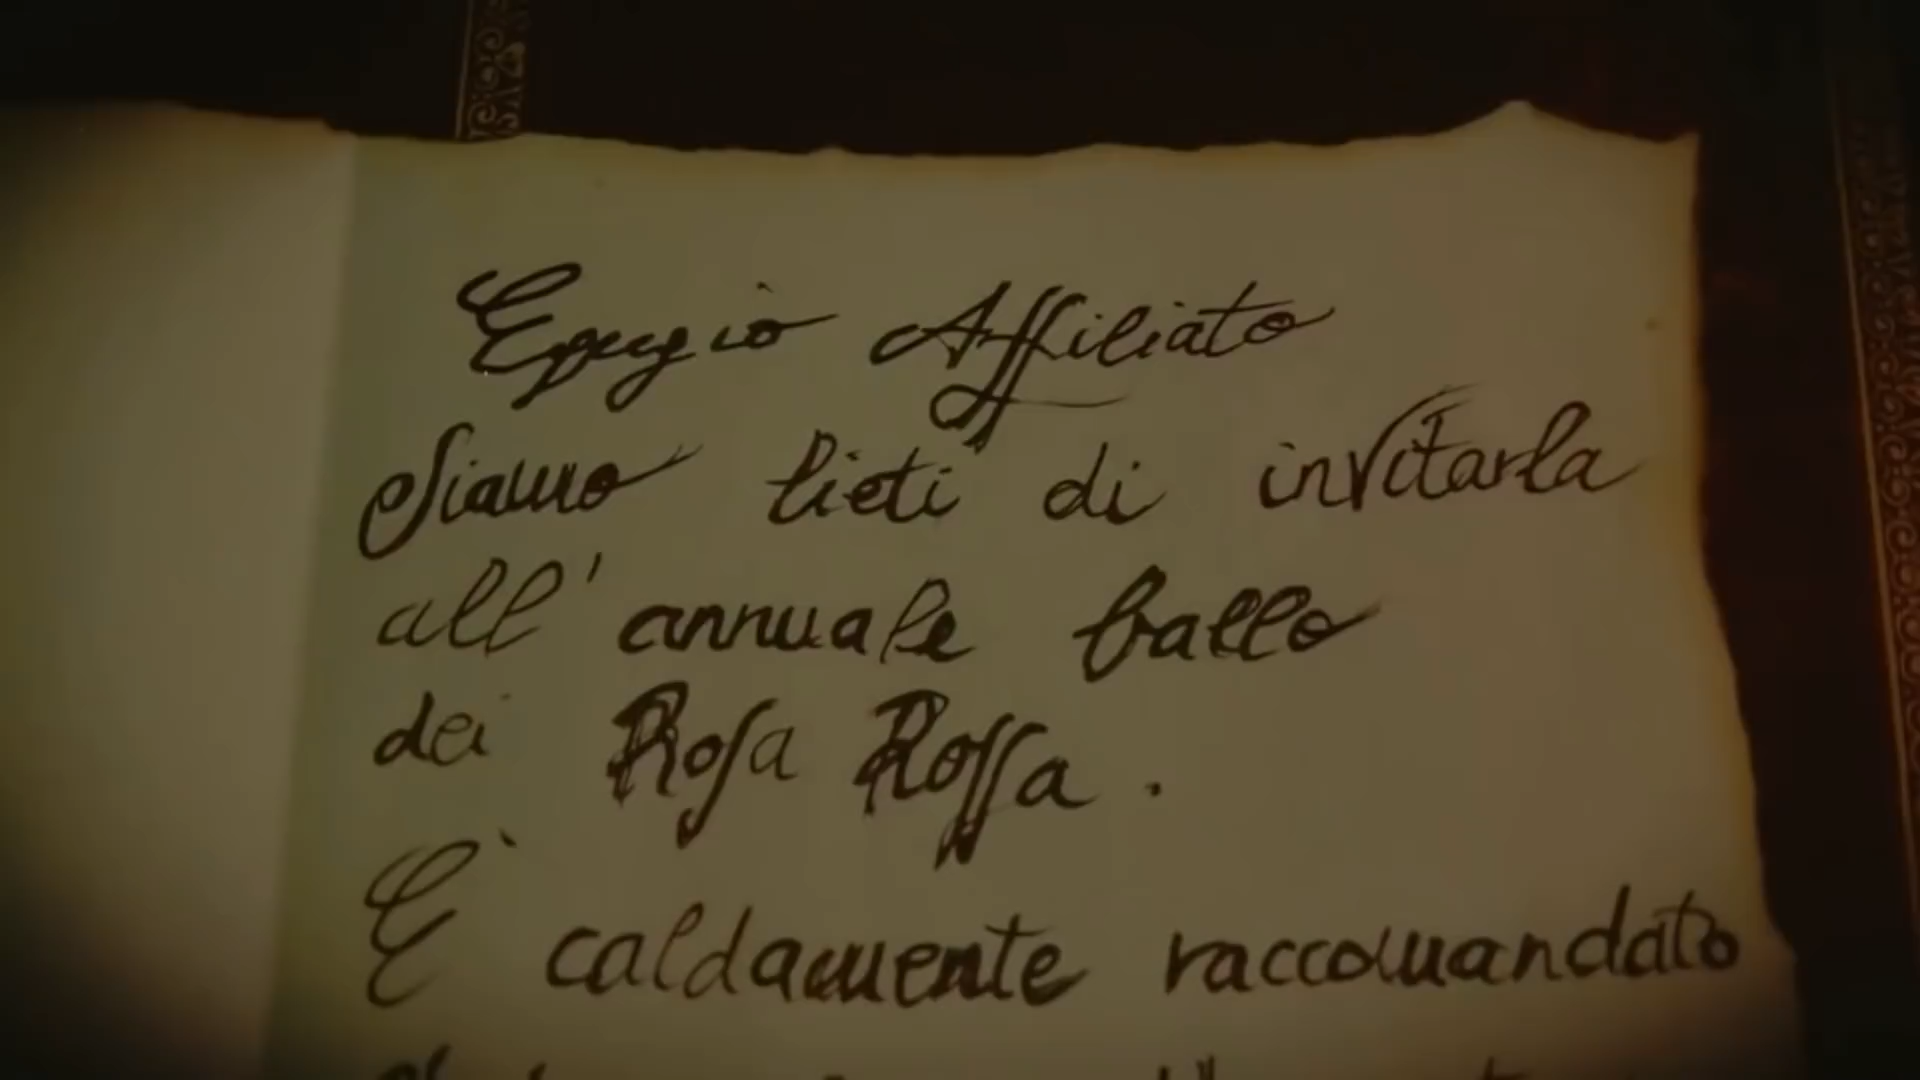 Egregio Affiliato
Siamo lieti di invitarla
all'annuale ballo
dei Rosa Rossa.
E` caldamente raccomandato